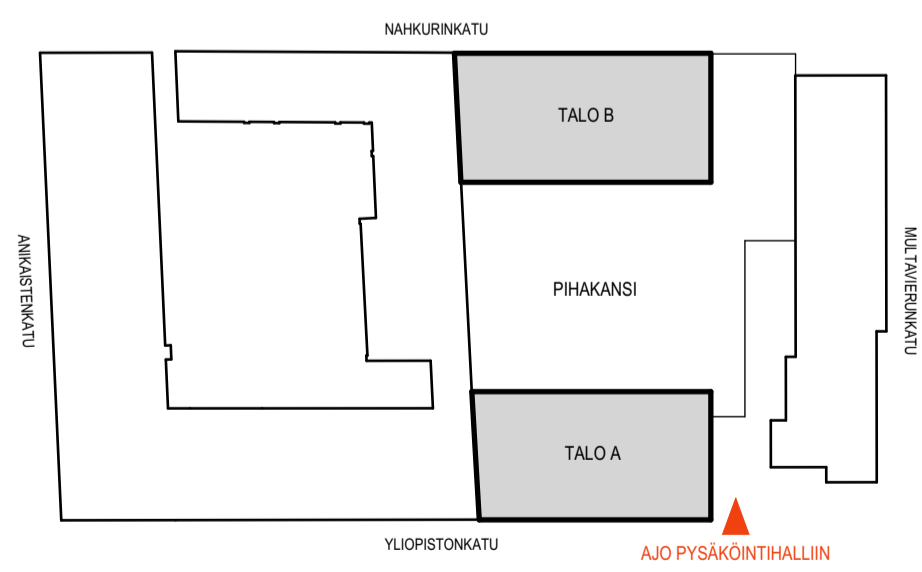 NAHKURINKATU
TALO B
ANIKAISTENKATU
PIHAKANSI
MULTAVIERUNKATU
TALO A
YLIOPISTONKATU
AJO PYSÄKÖINTIHALLIIN